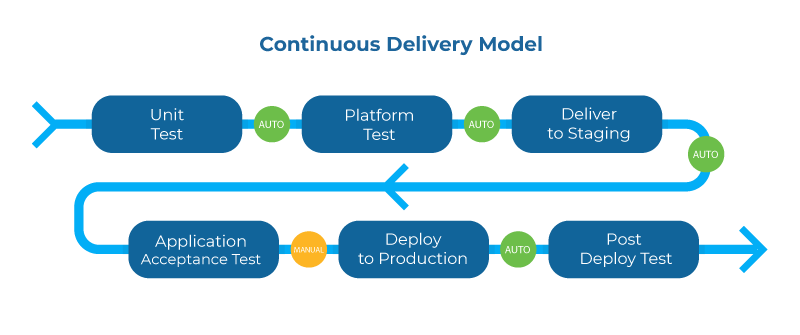 Continuous Delivery Model
Unit
Test
AUTO
Platform
Test
AUTO
Deliver
to Staging
AUTO
Application
Acceptance Test
MANUAL
Deploy
to Production
AUTO
Post
Deploy Test